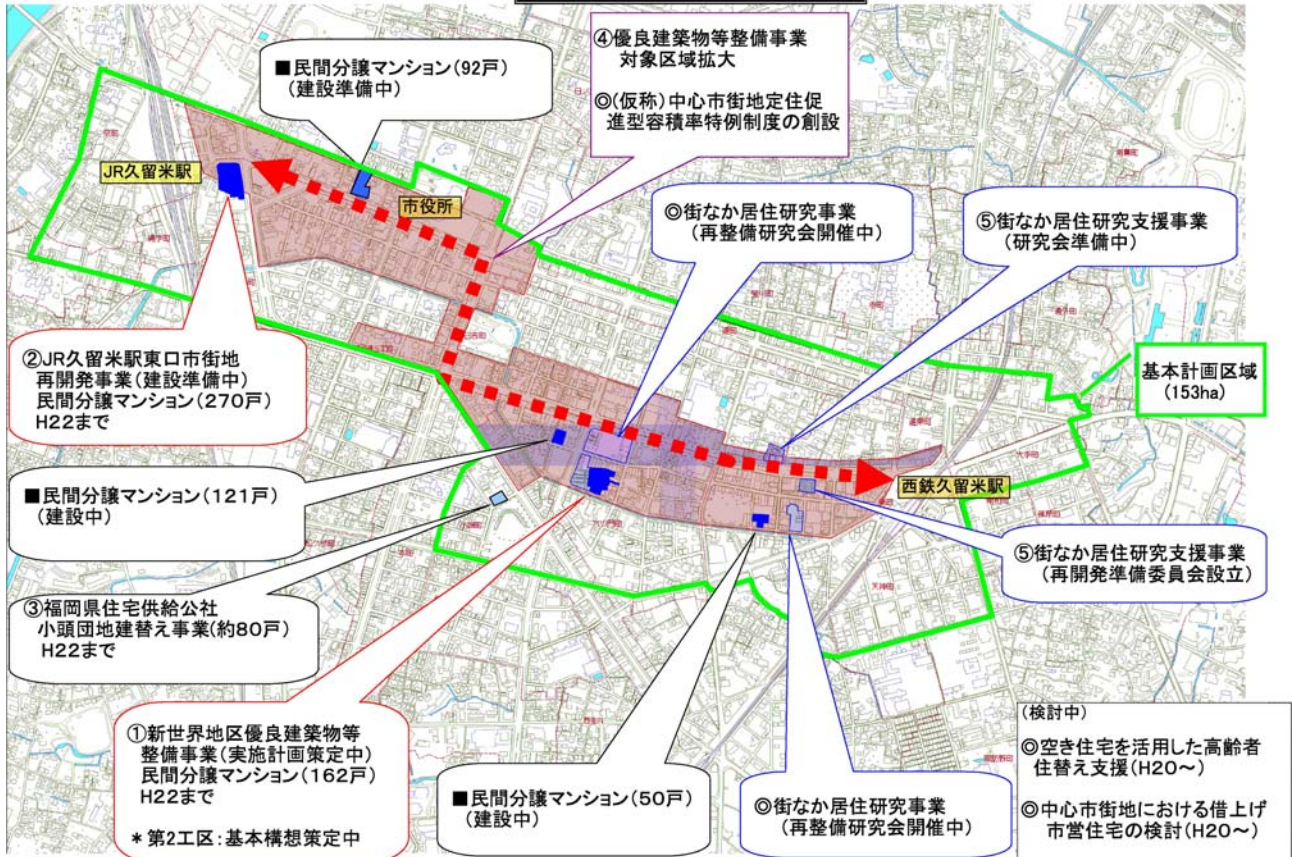 ■民間分譲マンション(92戸)
(建設準備中)
④優良建築物等整備事業
対象区域拡大
◎(仮称)中心市街地定住促
進型容積率特例制度の創設
JR久留米駅
市役所
◎街なか居住研究事業
(再整備研究会開催中)
⑤街なか居住研究支援事業
(研究会準備中)
②JR久留米駅東口市街地
再開発事業(建設準備中)
民間分譲マンション(270戸)
H22まで
基本計画区域
(153ha)
■民間分譲マンション(121戸)
(建設中)
西鉄久留米駅
⑤街なか居住研究支援事業
(再開発準備委員会設立)
③福岡県住宅供給公社
小頭団地建替え事業(約80戸)
H22まで
①新世界地区優良建築物等
整備事業(実施計画策定中)
民間分譲マンション(162戸)
H22まで
*第2工区:基本構想策定中
■民間分譲マンション(50戸)
(建設中)
◎街なか居住研究事業
(再整備研究会開催中)
(検討中)
◎空き住宅を活用した高齢者
住替え支援(H20~)
◎中心市街地における借上げ
市営住宅の検討(H20~)